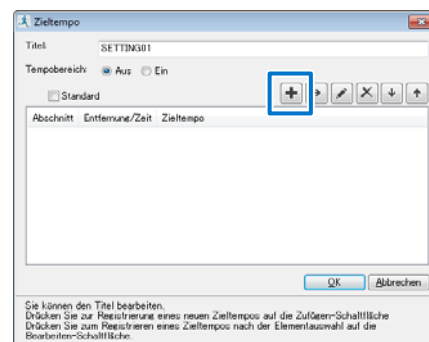 Zieltempo
Titel: SETTING01
Tempobereich: Aus Ein
Standard
Abschnitt Entfernung/Zeit Zieltempo
OK Abbrechen
Sie können den Titel bearbeiten.
Drücken Sie zur Registrierung eines neuen Zieltempos auf die Zufügen-Schaltfläche
Drücken Sie zum Registrieren eines Zieltempos nach der Elementauswahl auf die
Bearbeiten-Schaltfläche.